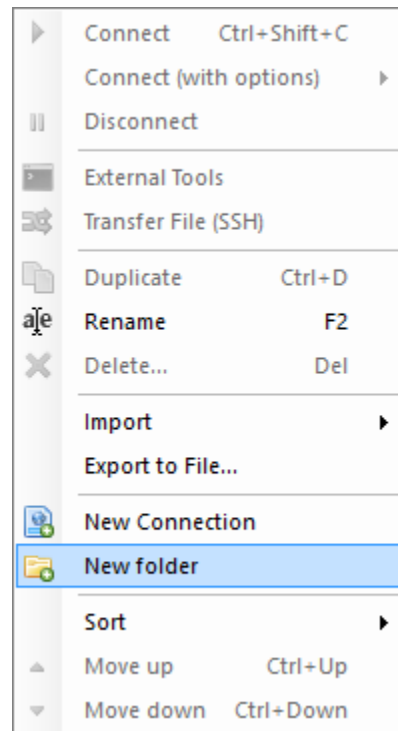 Connect Ctrl+Shift+C
Connect (with options)
Disconnect
External Tools
Transfer File (SSH)
Duplicate Ctrl+D
Rename F2
Delete... Del
Import
Export to File...
New Connection
New folder
Sort
Move up Ctrl+Up
Move down Ctrl+Down